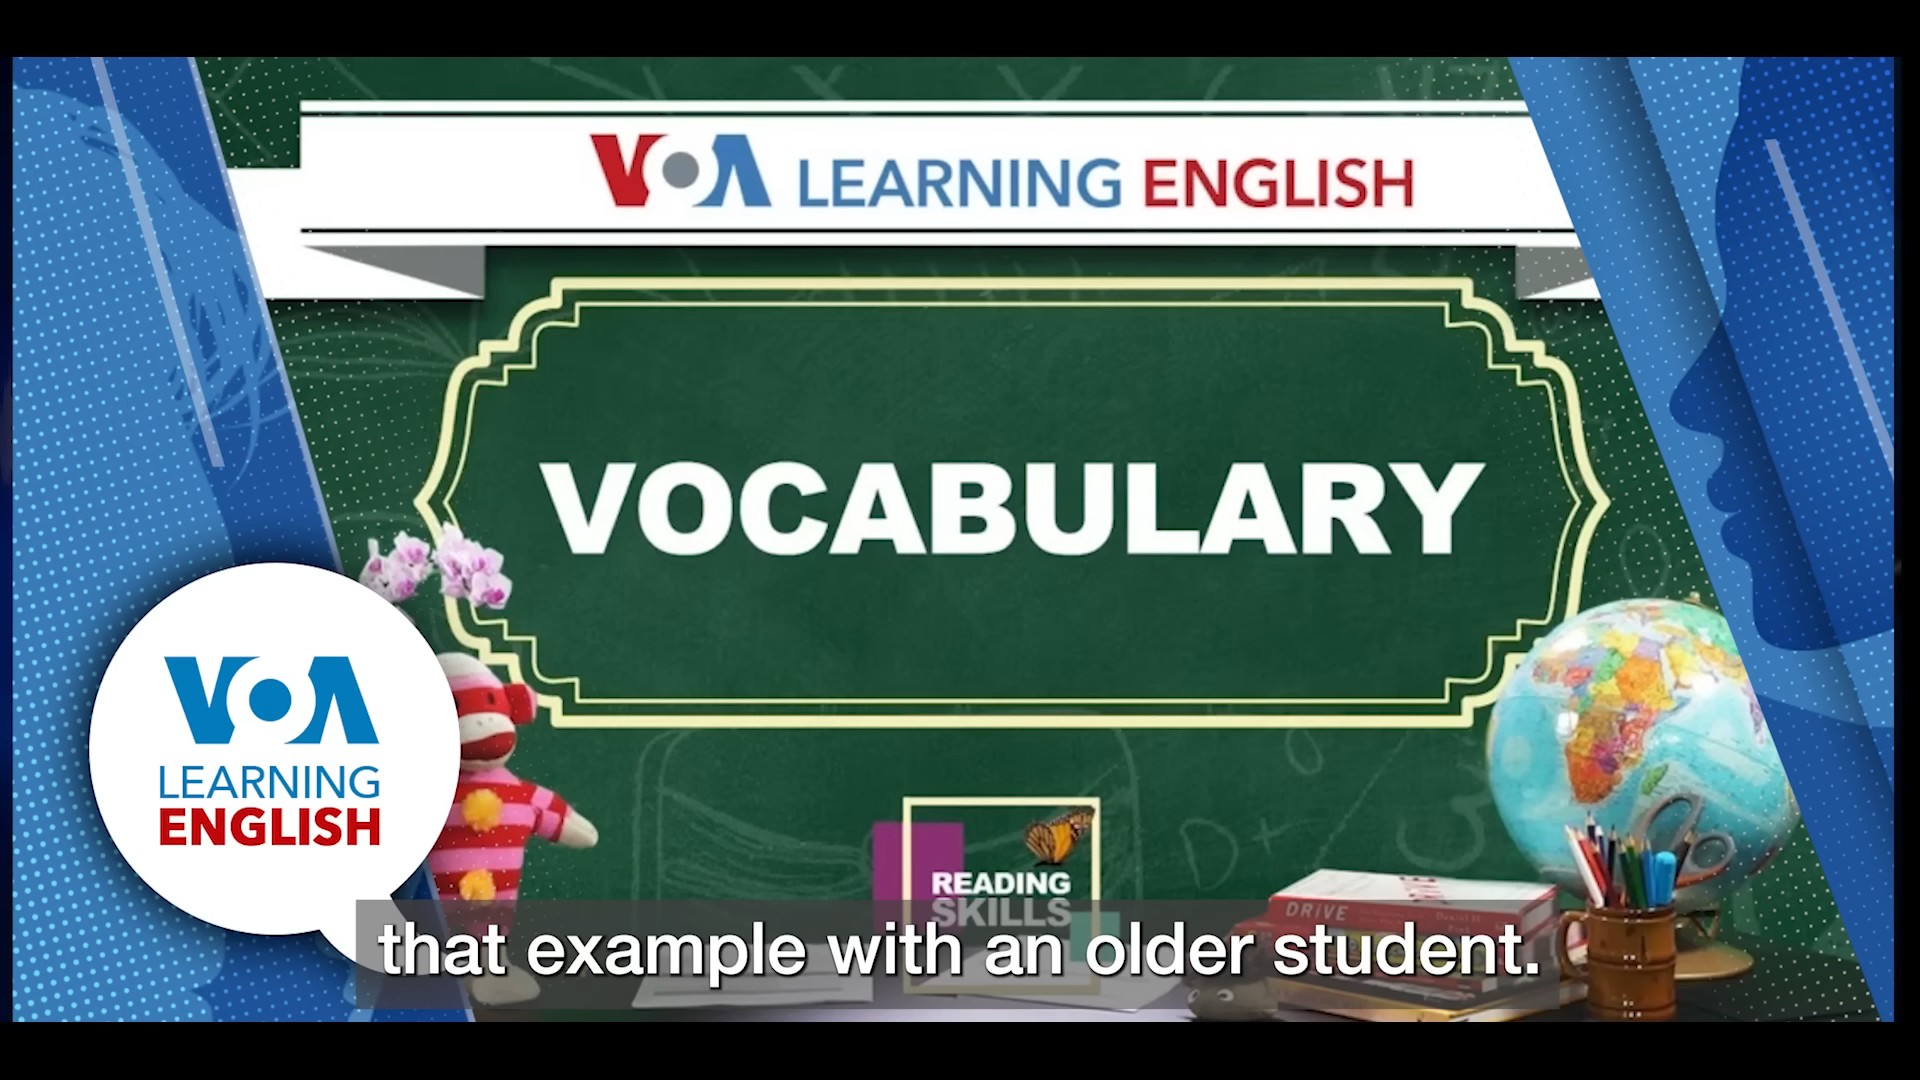 VOA LEARNING ENGLISH
VOCABULARY
VOA
LEARNING
ENGLISH
READING
SKILLS
DRiVE
that example with an older student.